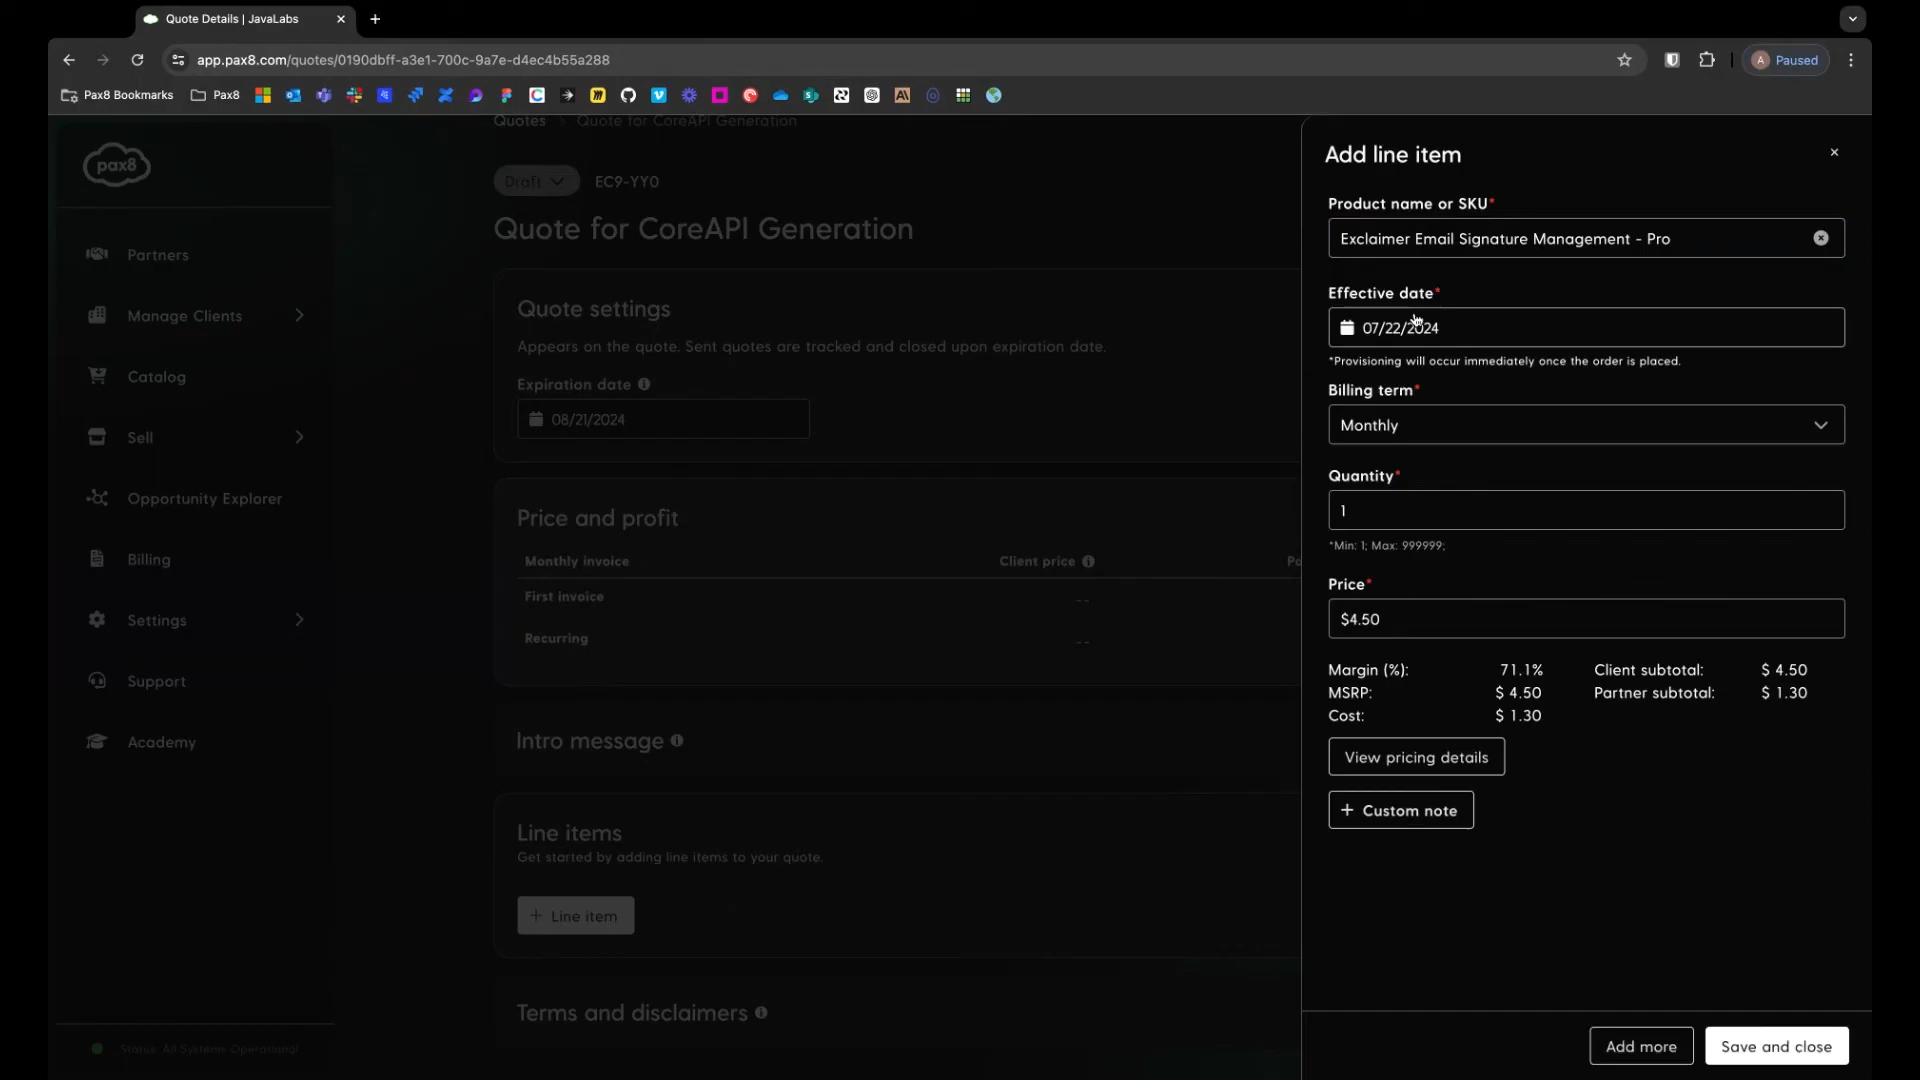 Quote Details | JavaLabs
app.pax8.com/quotes/0190dbff-a3e1-700c-9a7e-d4ec4b55a288
A Paused
Pax8 Bookmarks
Pax8
pax8
Partners
Manage Clients
Catalog
Sell
Opportunity Explorer
Billing
Settings
Support
Academy
Status: All Systems Operational
Quotes > Quote for CoreAPI Generation
Draft EC9-YY0
Quote for CoreAPI Generation
Quote settings
Appears on the quote. Sent quotes are tracked and closed upon expiration date.
Expiration date
08/21/2024
Price and profit
Monthly invoice Client price Pa
First invoice --
Recurring --
Intro message
Line items
Get started by adding line items to your quote.
+ Line item
Terms and disclaimers
Add line item
Product name or SKU*
Exclaimer Email Signature Management - Pro
Effective date*
07/22/2024
*Provisioning will occur immediately once the order is placed.
Billing term*
Monthly
Quantity*
1
*Min: 1; Max: 999999;
Price*
$4.50
Margin (%): 71.1% Client subtotal: $ 4.50
MSRP: $ 4.50 Partner subtotal: $ 1.30
Cost: $ 1.30
View pricing details
+ Custom note
Add more
Save and close